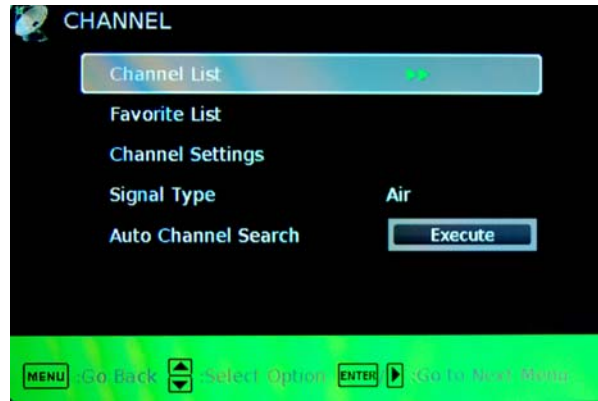 CHANNEL
Channel List
Favorite List
Channel Settings
Signal Type Air
Auto Channel Search Execute
MENU :Go Back :Select Option ENTER / :Go to Next Menu